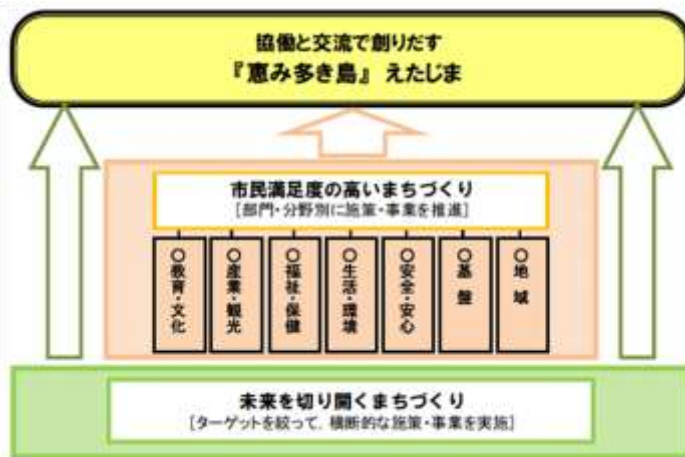 協働と交流で創りだす
『恵み多き島』 えたじま
市民満足度の高いまちづくり
[部門・分野別に施策・事業を推進]
○教育・文化
○産業・観光
○福祉・保健
○生活・環境
○安全・安心
○基盤
○地域
未来を切り開くまちづくり
[ターゲットを絞って，横断的な施策・事業を実施]